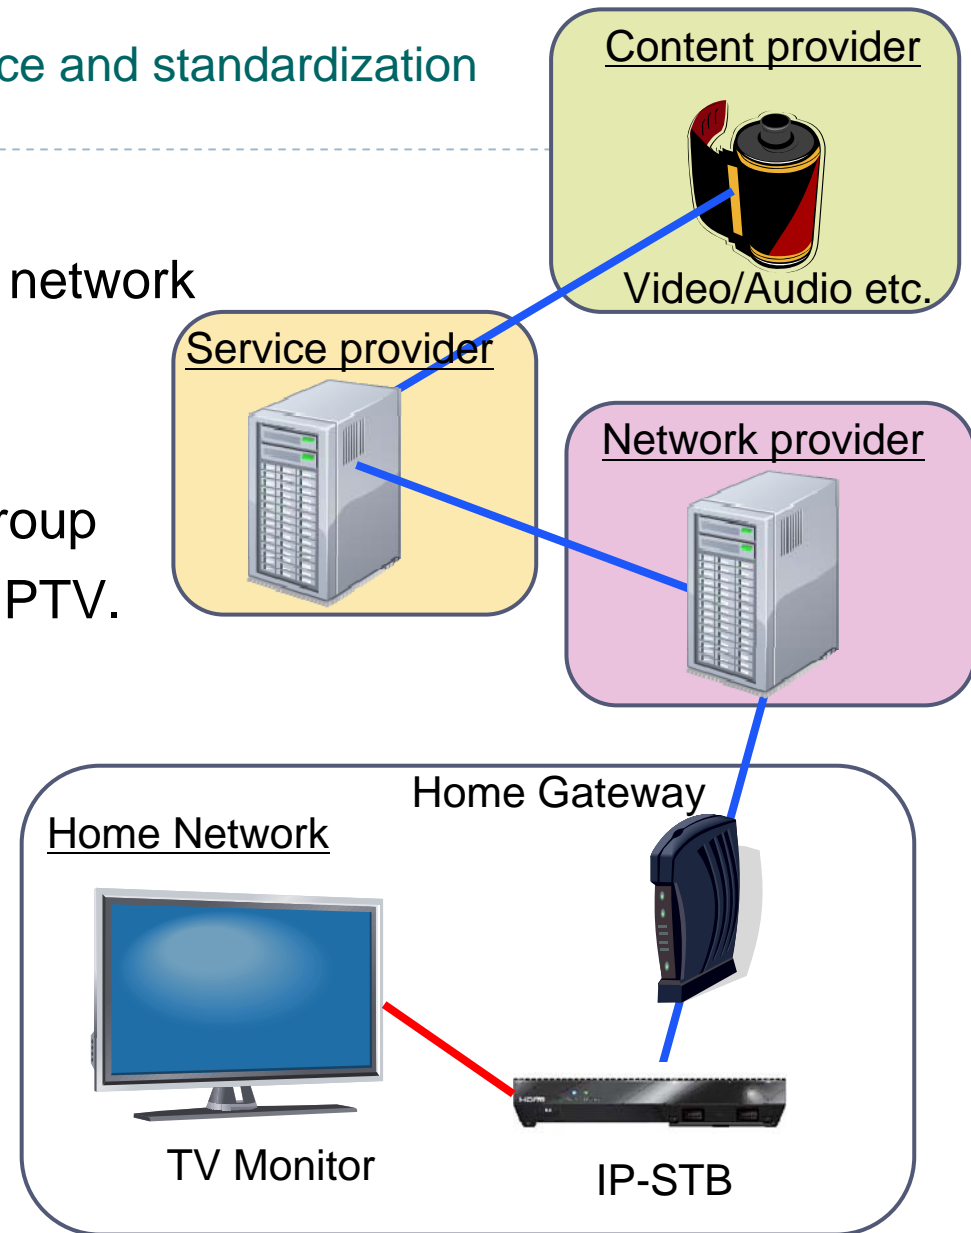 ce and standardization
Content provider
Video/Audio etc.
network
Service provider
Network provider
roup
PTV.
Home Gateway
Home Network
HDMI
TV Monitor
IP-STB